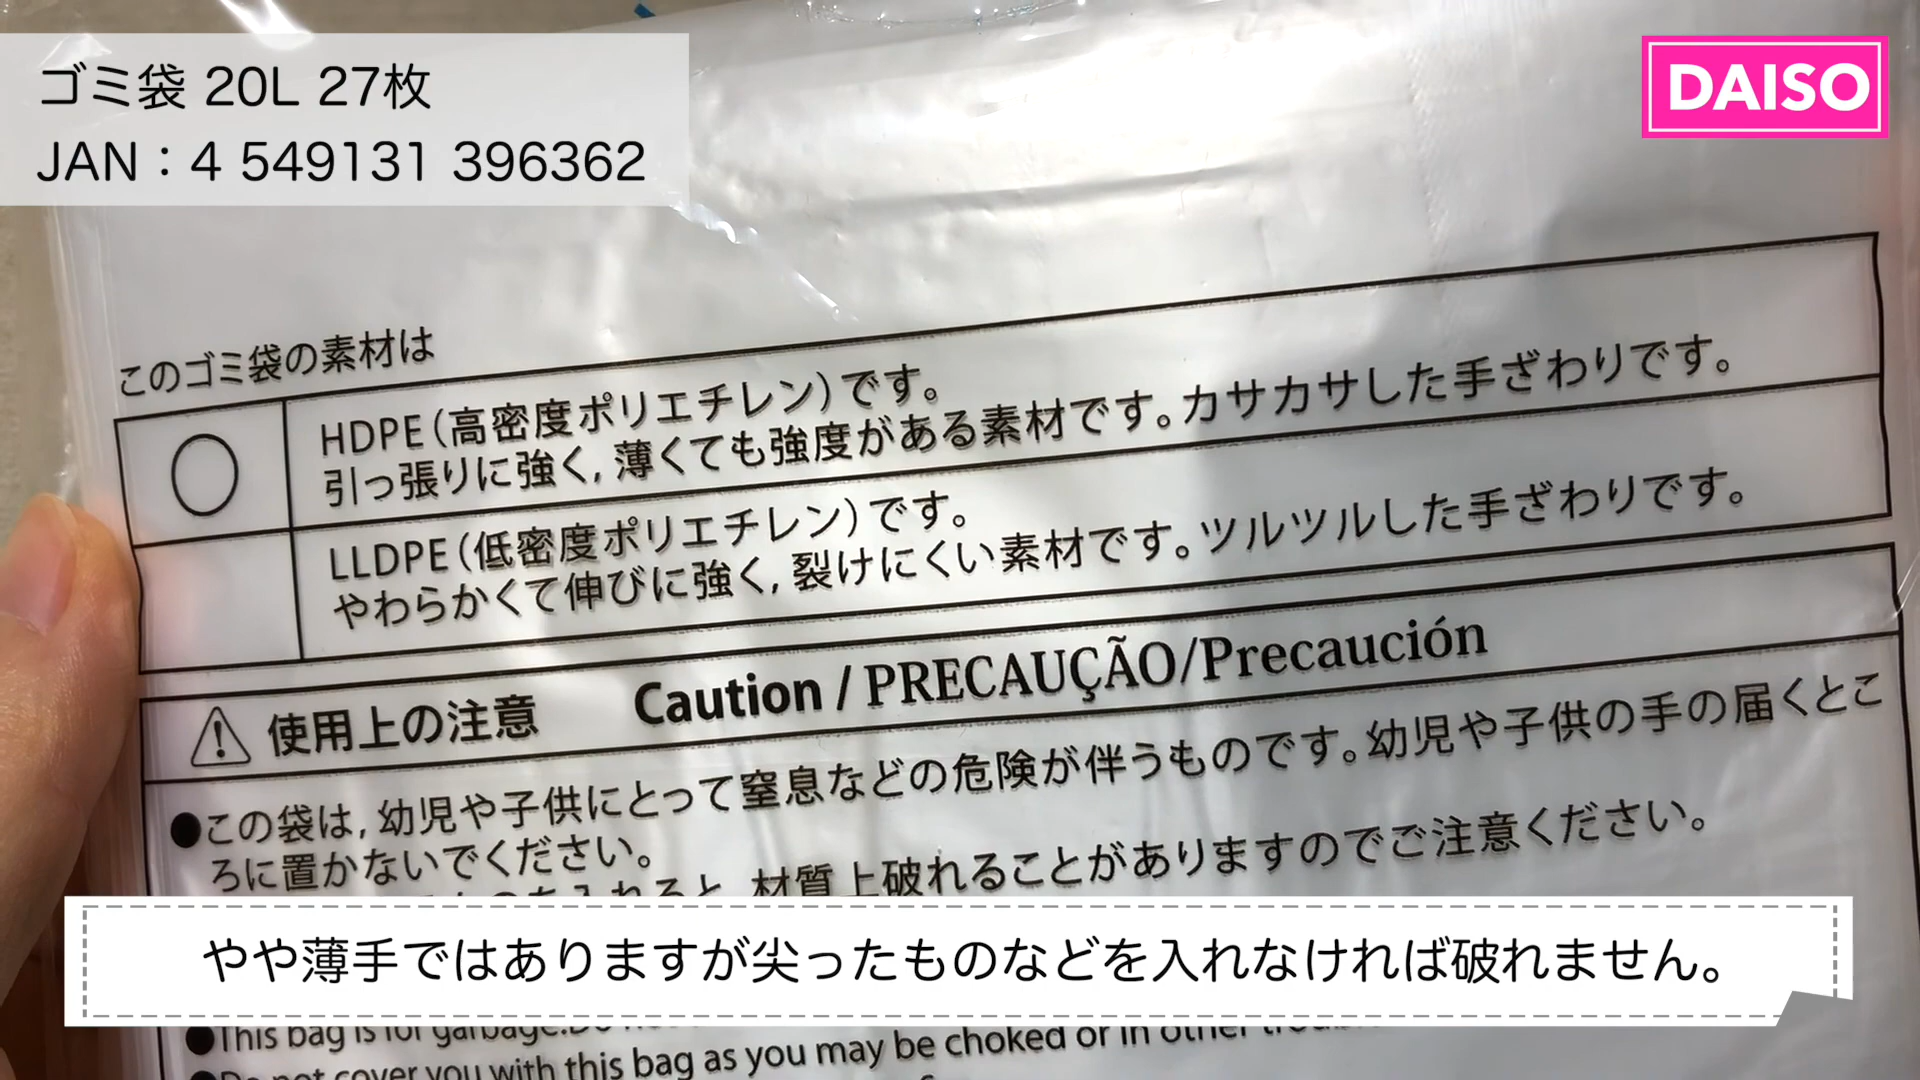 ゴミ袋 20L 27枚
JAN：4 549131 396362
DAISO
このゴミ袋の素材は
○
HDPE（高密度ポリエチレン）です。
引っ張りに強く, 薄くても強度がある素材です。カサカサした手ざわりです。
LLDPE（低密度ポリエチレン）です。
やわらかくて伸びに強く, 裂けにくい素材です。ツルツルした手ざわりです。
使用上の注意 Caution / PRECAUÇÃO/Precaución
●この袋は, 幼児や子供にとって窒息などの危険が伴うものです。幼児や子供の手の届くとこ
ろに置かないでください。
を入れると, 材質上破れることがありますのでご注意ください。
やや薄手ではありますが尖ったものなどを入れなければ破れません。
●This bag is for garbage.Do
●Do not cover you with this bag as you may be choked or in other